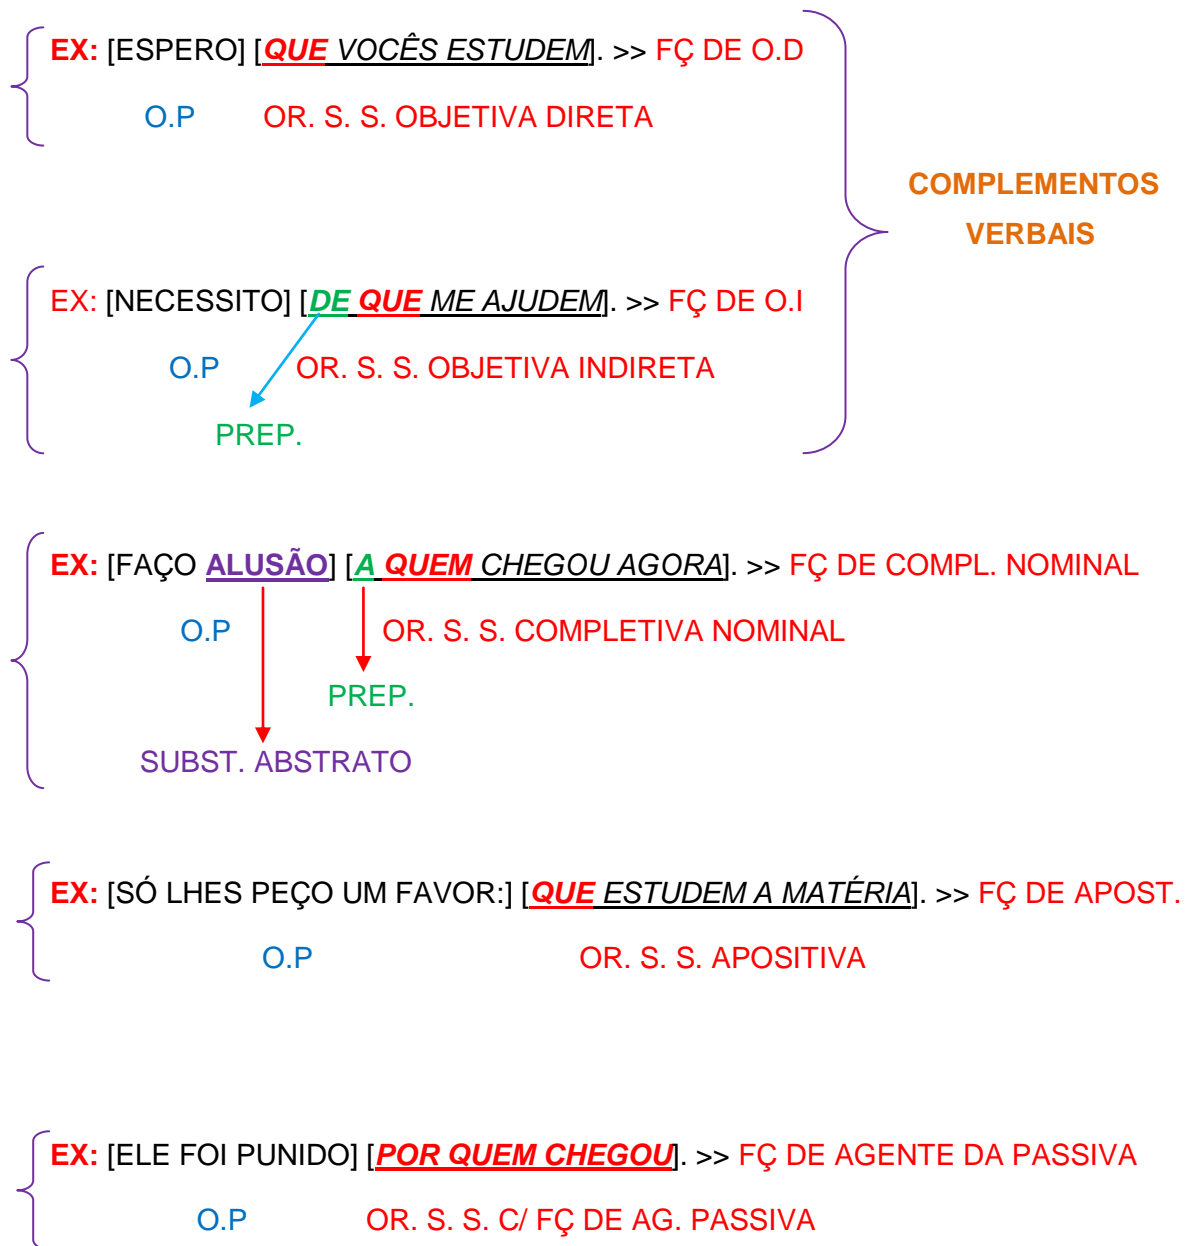 EX: [ESPERO] [QUE VOCÊS ESTUDEM]. >> FÇ DE O.D
O.P OR. S. S. OBJETIVA DIRETA
COMPLEMENTOS
VERBAIS
EX: [NECESSITO] [DE QUE ME AJUDEM]. >> FÇ DE O.I
O.P OR. S. S. OBJETIVA INDIRETA
PREP.
EX: [FAÇO ALUSÃO] [A QUEM CHEGOU AGORA]. >> FÇ DE COMPL. NOMINAL
O.P OR. S. S. COMPLETIVA NOMINAL
PREP.
SUBST. ABSTRATO
EX: [SÓ LHES PEÇO UM FAVOR:] [QUE ESTUDEM A MATÉRIA]. >> FÇ DE APOST.
O.P OR. S. S. APOSITIVA
EX: [ELE FOI PUNIDO] [POR QUEM CHEGOU]. >> FÇ DE AGENTE DA PASSIVA
O.P OR. S. S. C/ FÇ DE AG. PASSIVA